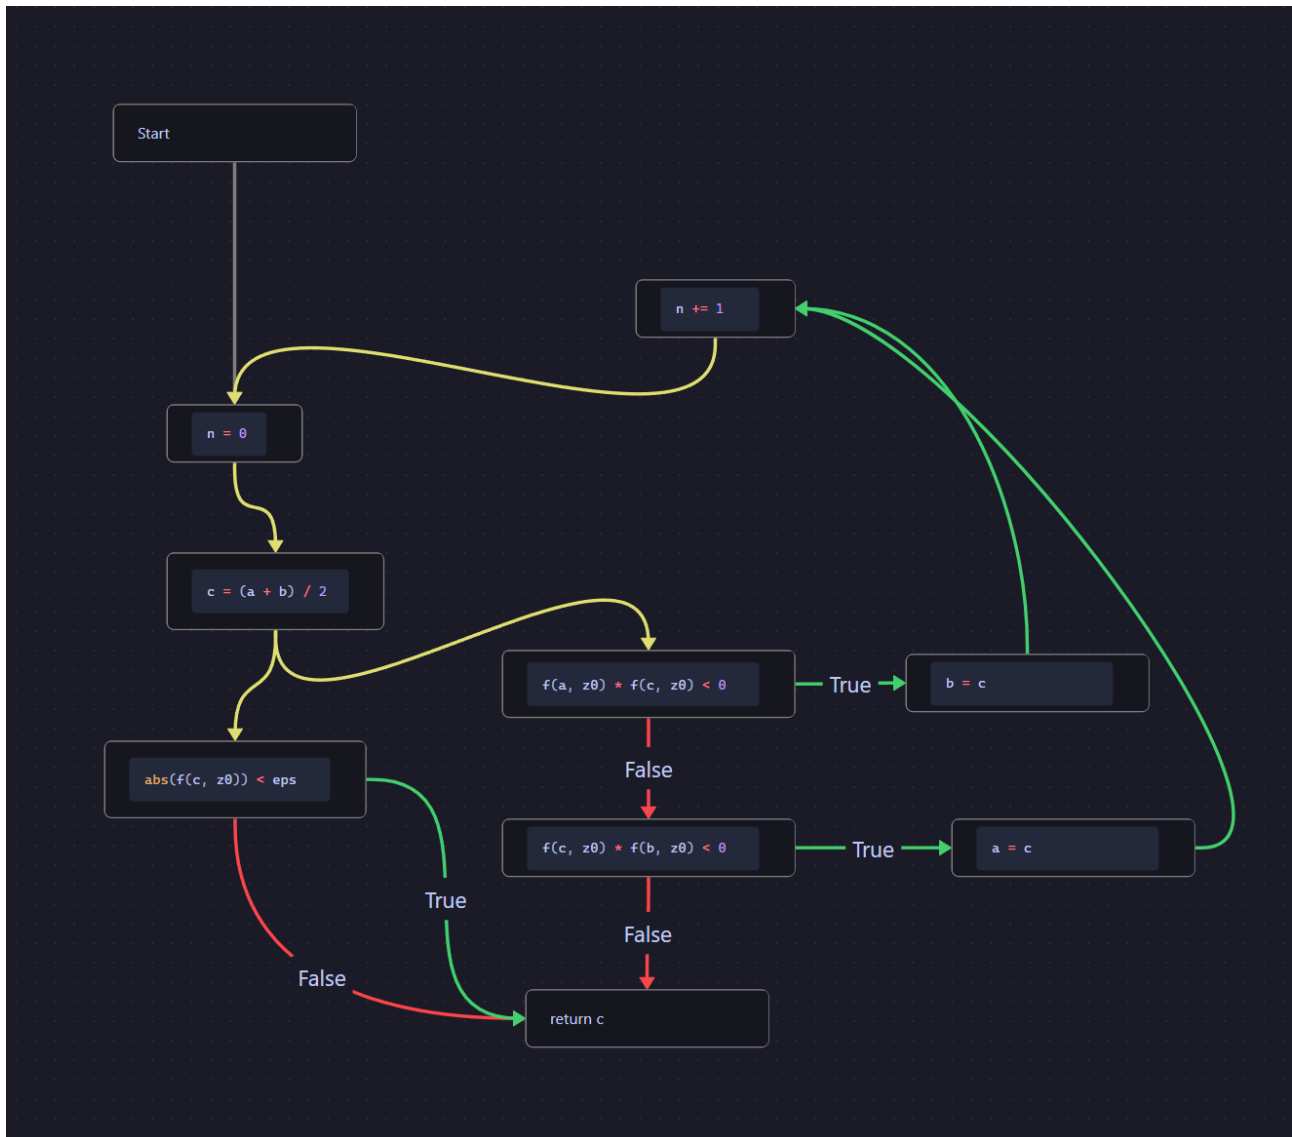 Start
n += 1
n = 0
c = (a + b) / 2
f(a, z0) * f(c, z0) < 0
True
b = c
abs(f(c, z0)) < eps
False
f(c, z0) * f(b, z0) < 0
True
a = c
True
False
False
return c